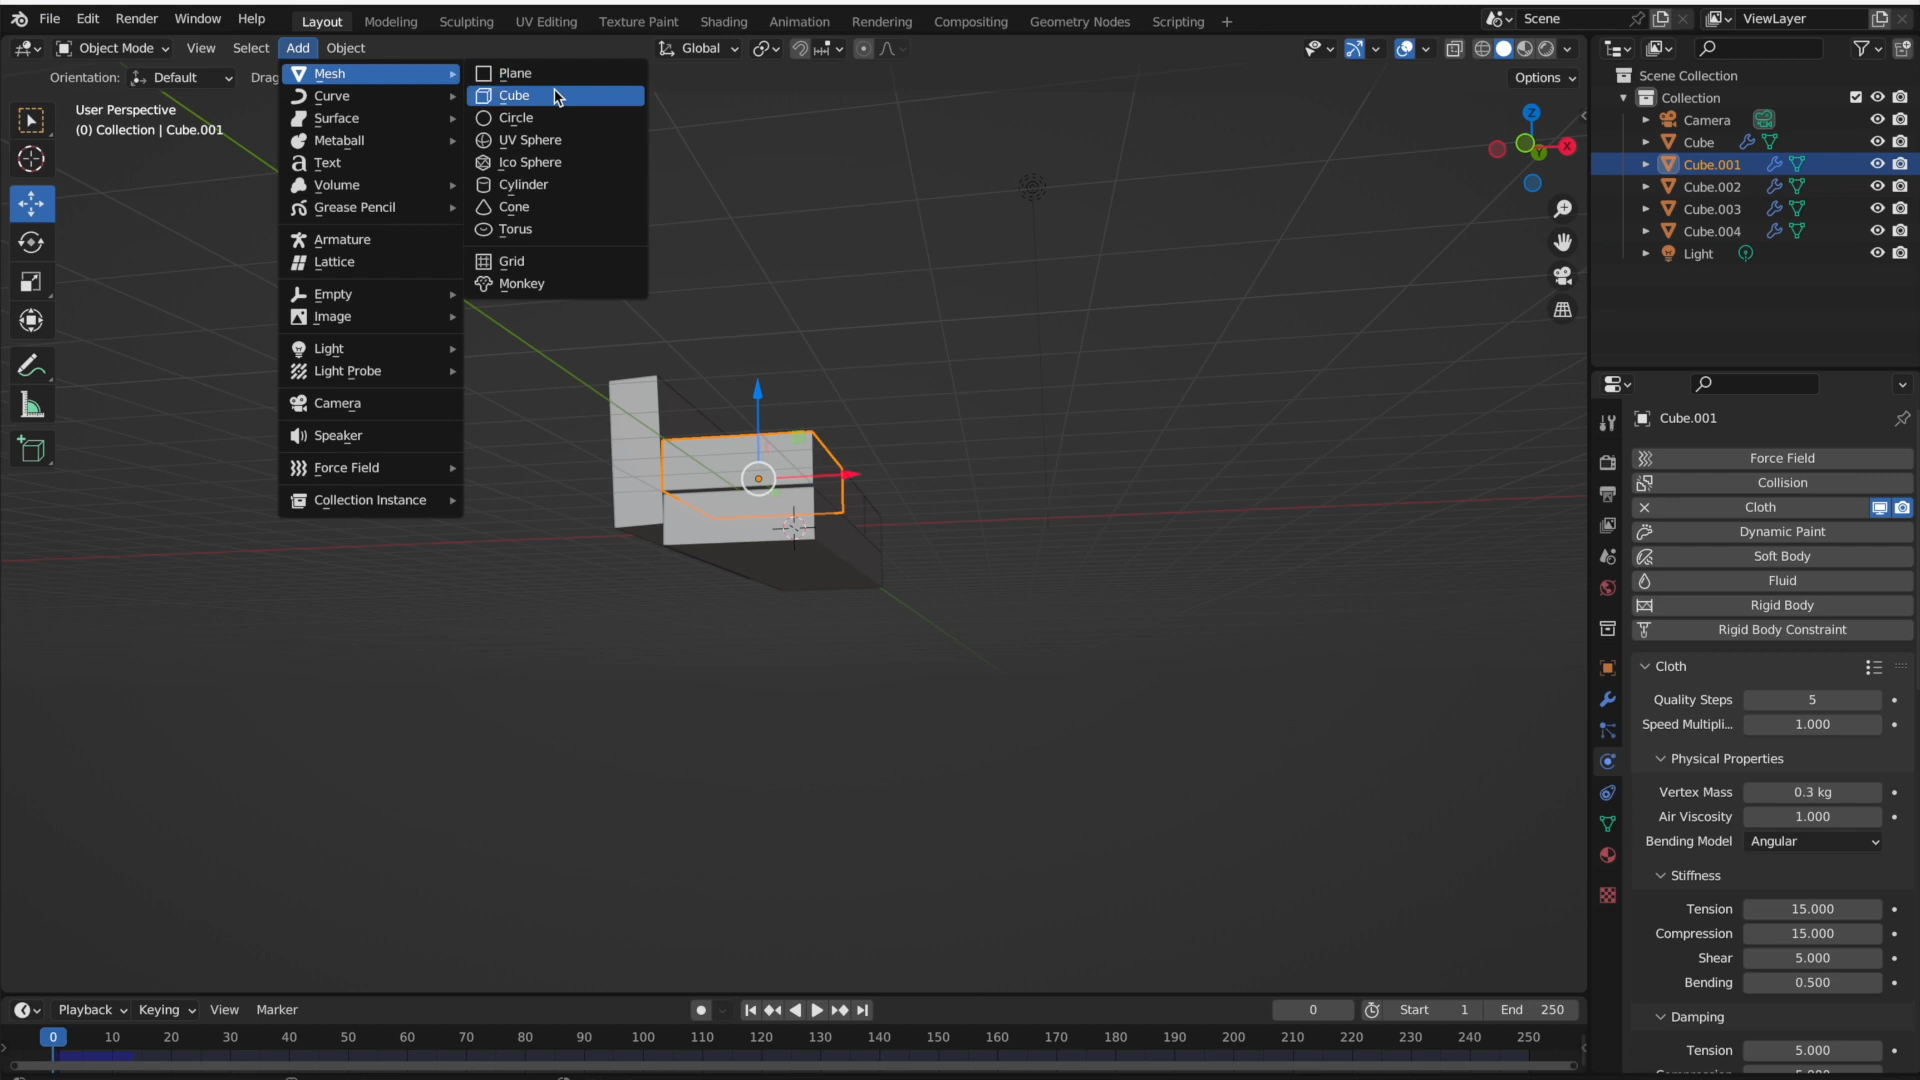 File Edit Render Window Help
Layout Modeling Sculpting UV Editing Texture Paint Shading Animation Rendering Compositing Geometry Nodes Scripting +
Scene ViewLayer
Object Mode View Select Add Object Global
Orientation: Default Drag
Options
User Perspective
(0) Collection | Cube.001
Mesh
Curve
Surface
Metaball
Text
Volume
Grease Pencil
Armature
Lattice
Empty
Image
Light
Light Probe
Camera
Speaker
Force Field
Collection Instance
Plane
Cube
Circle
UV Sphere
Ico Sphere
Cylinder
Cone
Torus
Grid
Monkey
Z
X
Y
Scene Collection
Collection
Camera
Cube
Cube.001
Cube.002
Cube.003
Cube.004
Light
Cube.001
Force Field
Collision
Cloth
Dynamic Paint
Soft Body
Fluid
Rigid Body
Rigid Body Constraint
Cloth
Quality Steps 5
Speed Multipli... 1.000
Physical Properties
Vertex Mass 0.3 kg
Air Viscosity 1.000
Bending Model Angular
Stiffness
Tension 15.000
Compression 15.000
Shear 5.000
Bending 0.500
Damping
Tension 5.000
Playback Keying View Marker
0 Start 1 End 250
0 10 20 30 40 50 60 70 80 90 100 110 120 130 140 150 160 170 180 190 200 210 220 230 240 250